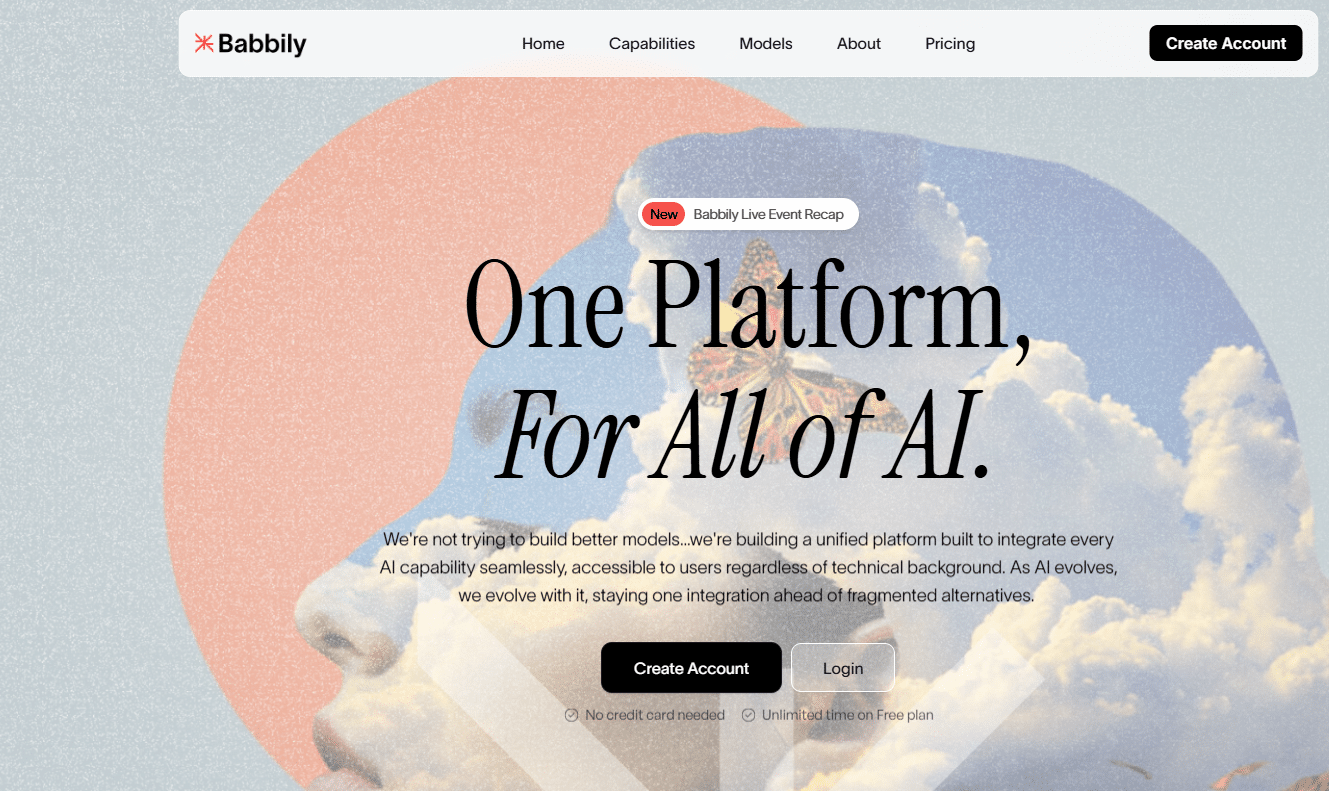 Babbily
Home
Capabilities
Models
About
Pricing
Create Account
New
Babbily Live Event Recap
One Platform,
For All of AI.
We're not trying to build better models...we're building a unified platform built to integrate every
AI capability seamlessly, accessible to users regardless of technical background. As AI evolves,
we evolve with it, staying one integration ahead of fragmented alternatives.
Create Account
Login
No credit card needed
Unlimited time on Free plan